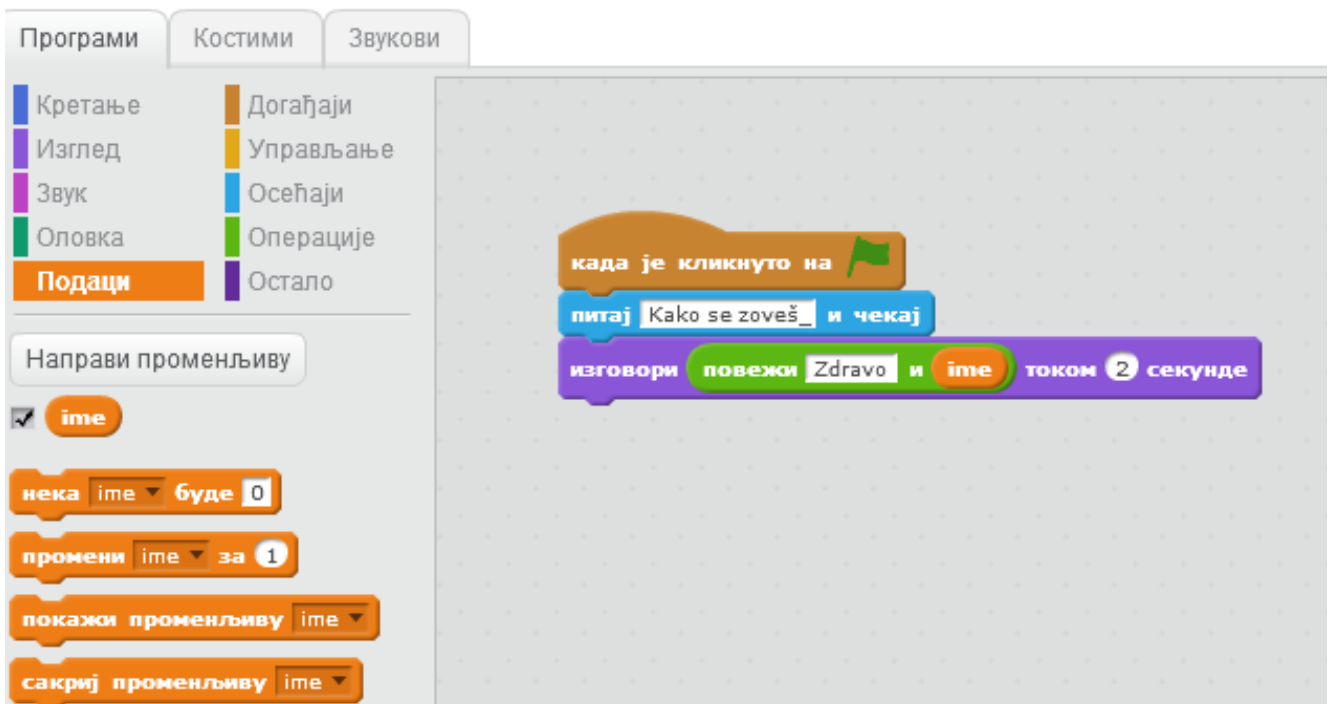 Програми Костими Звукови
Кретање Догађаји
Изглед Управљање
Звук Осећаји
Оловка Операције
Подаци Остало
Направи променљиву
ime
нека ime буде 0
промени ime за 1
покажи променљиву ime
сакриј променљиву ime
када је кликнуто на
питај Kako se zoveš_ и чекај
изговори повежи Zdravo и ime током 2 секунде